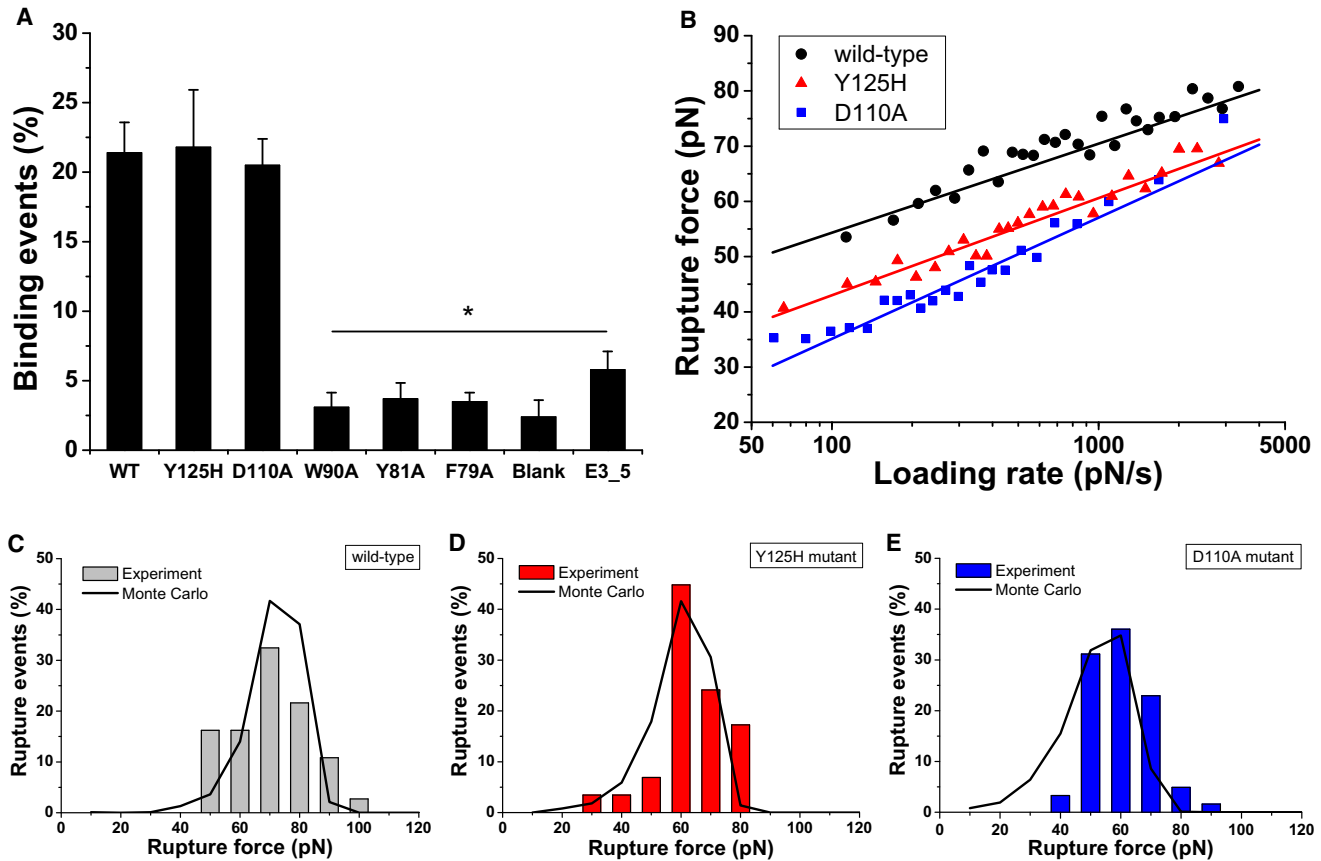 A
Binding events (%)
30
25
20
15
10
5
0
*
WT Y125H D110A W90A Y81A F79A Blank E3_5
B
Rupture force (pN)
90
80
70
60
50
40
30
20
wild-type
Y125H
D110A
50 100 1000 5000
Loading rate (pN/s)
C
wild-type
Experiment
Monte Carlo
Rupture events (%)
50
40
30
20
10
0
0 20 40 60 80 100 120
Rupture force (pN)
D
Y125H mutant
Experiment
Monte Carlo
Rupture events (%)
50
40
30
20
10
0
0 20 40 60 80 100 120
Rupture force (pN)
E
D110A mutant
Experiment
Monte Carlo
Rupture events (%)
50
40
30
20
10
0
0 20 40 60 80 100 120
Rupture force (pN)